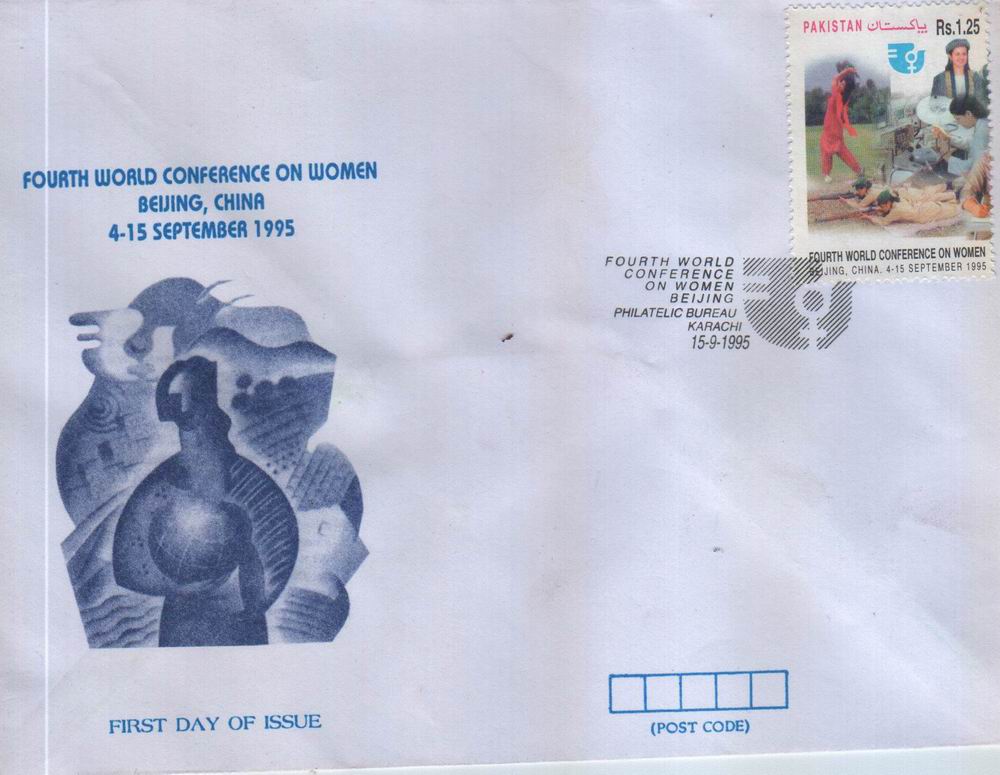 PAKISTAN پاکستان Rs.1.25
FOURTH WORLD CONFERENCE ON WOMEN
BEIJING, CHINA. 4-15 SEPTEMBER 1995
FOURTH WORLD CONFERENCE ON WOMEN
BEIJING, CHINA
4-15 SEPTEMBER 1995
FOURTH WORLD
CONFERENCE
ON WOMEN
BEIJING
PHILATELIC BUREAU
KARACHI
15-9-1995
FIRST DAY OF ISSUE
(POST CODE)